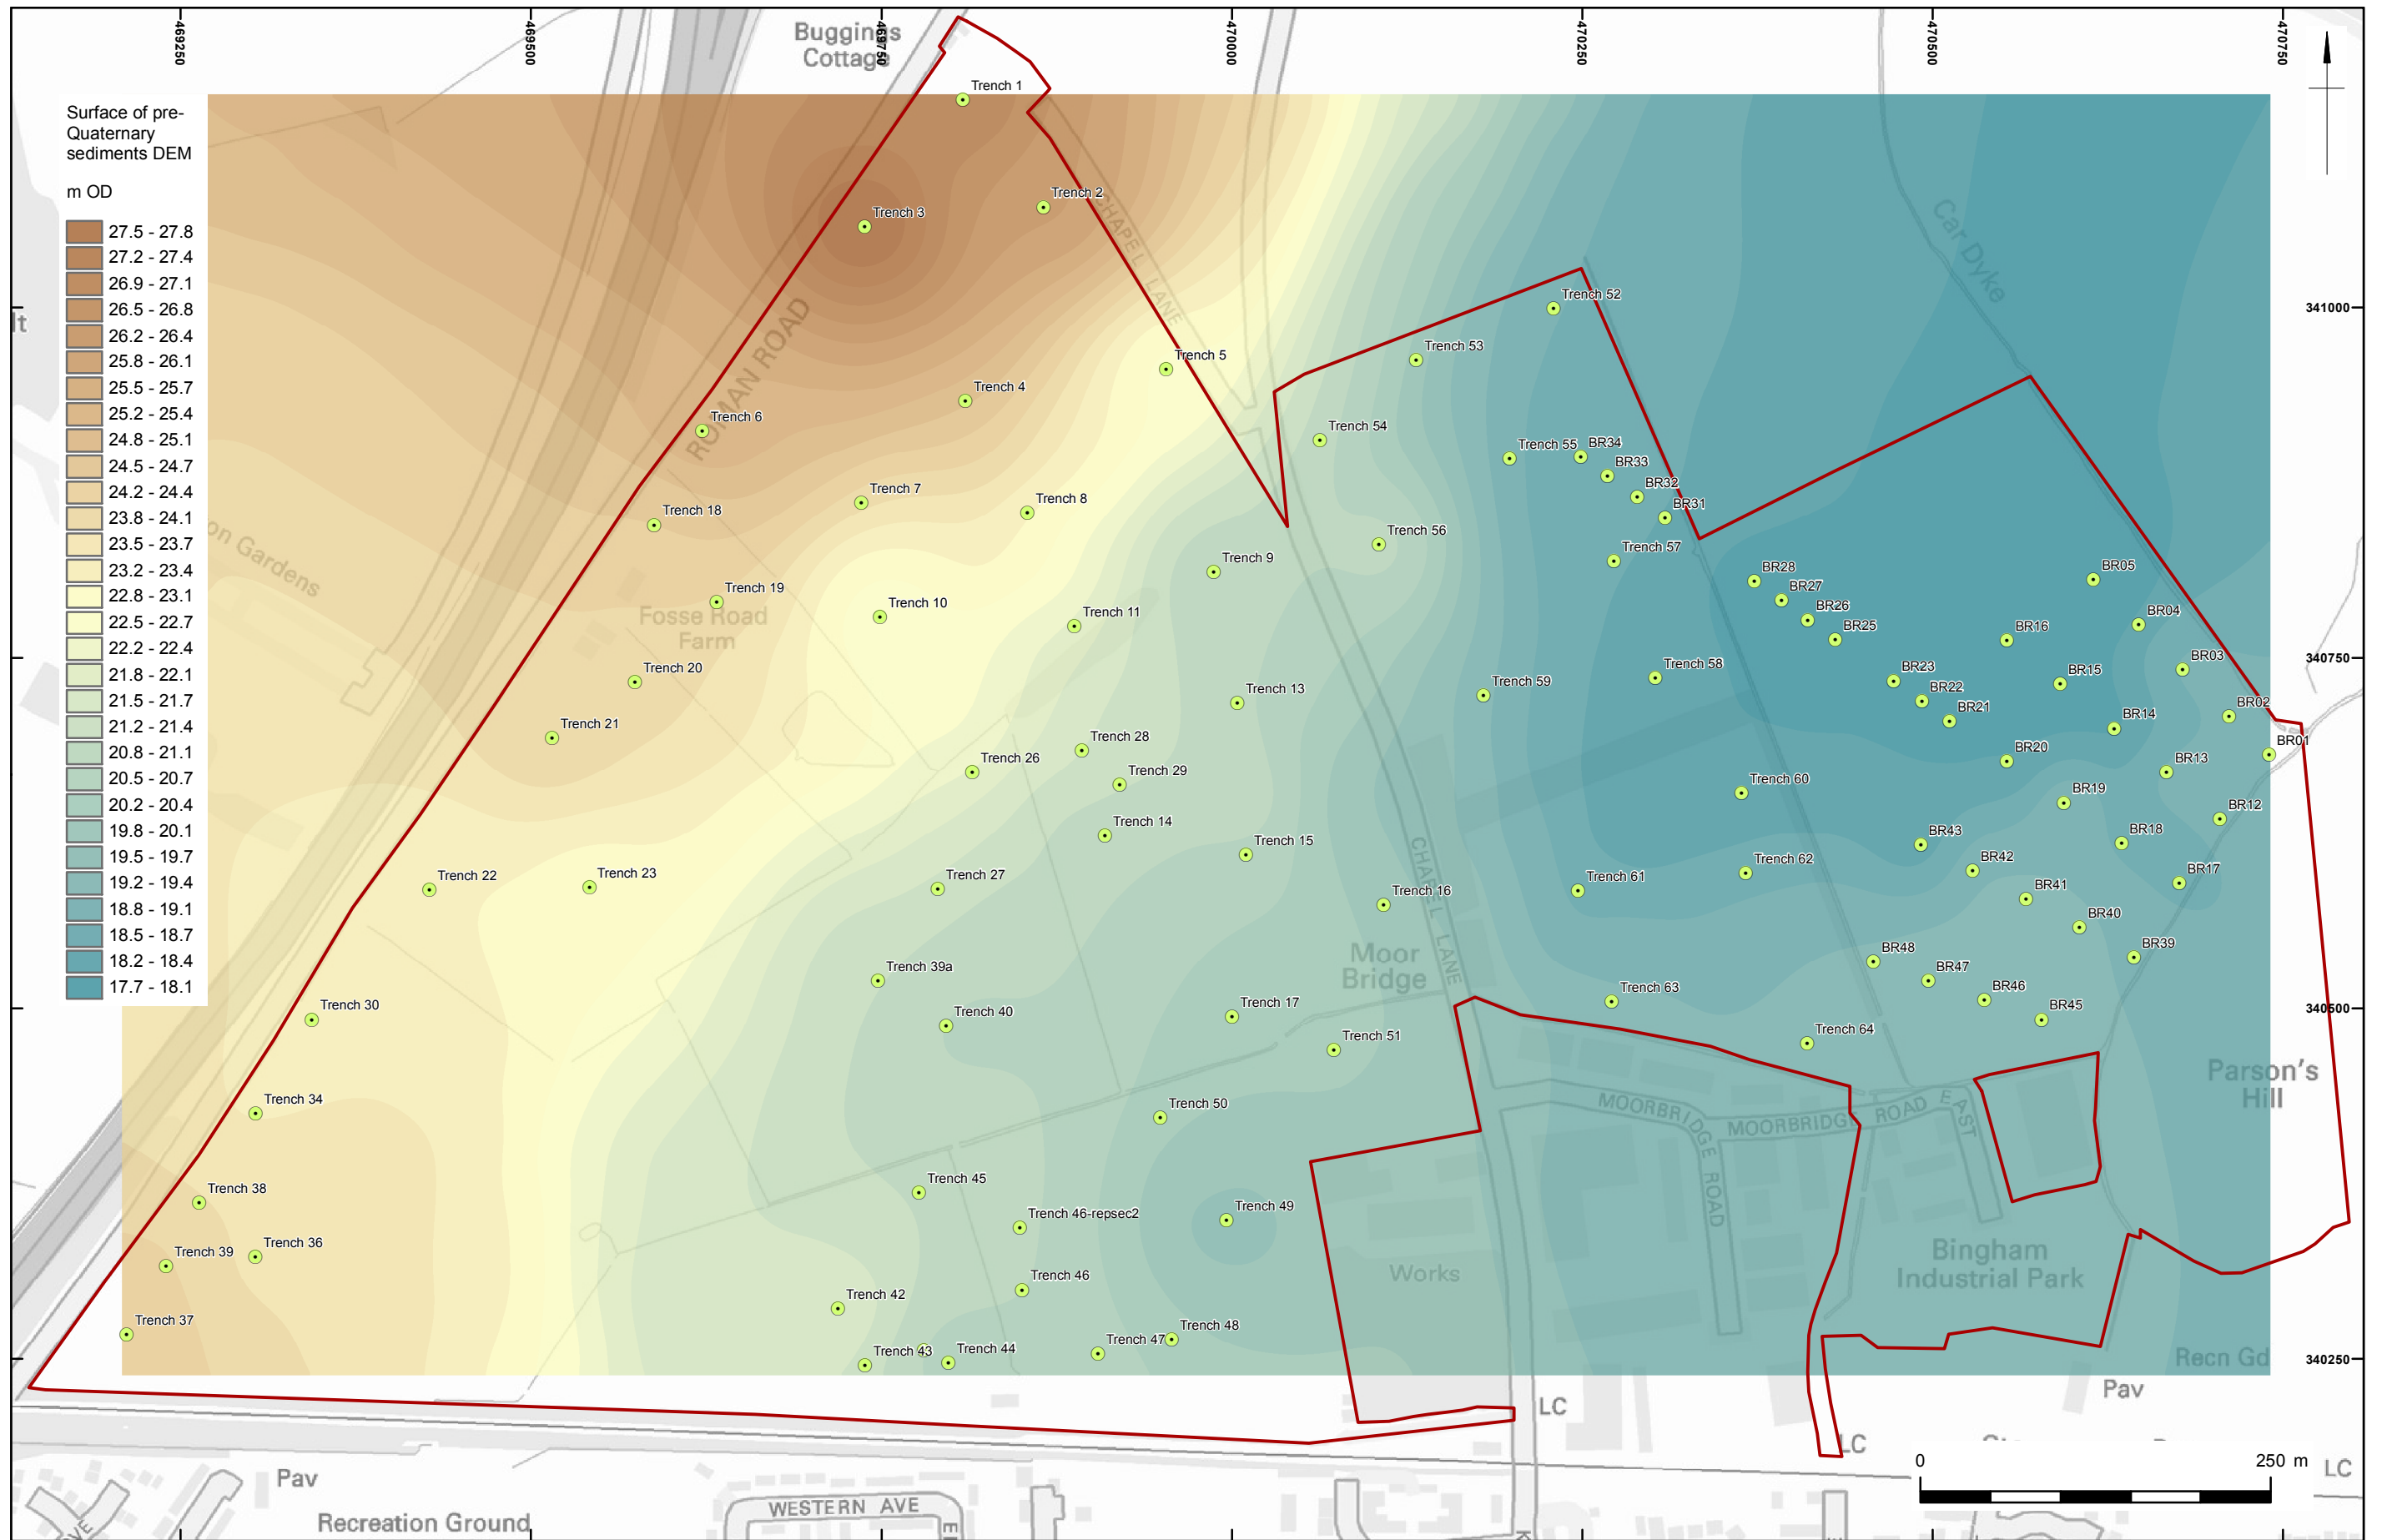 469250
469500
469750
470000
470250
470500
470750
Buggins
Cottage
Surface of pre-
Quaternary
sediments DEM
m OD
27.5 - 27.8
27.2 - 27.4
26.9 - 27.1
26.5 - 26.8
26.2 - 26.4
25.8 - 26.1
25.5 - 25.7
25.2 - 25.4
24.8 - 25.1
24.5 - 24.7
24.2 - 24.4
23.8 - 24.1
23.5 - 23.7
23.2 - 23.4
22.8 - 23.1
22.5 - 22.7
22.2 - 22.4
21.8 - 22.1
21.5 - 21.7
21.2 - 21.4
20.8 - 21.1
20.5 - 20.7
20.2 - 20.4
19.8 - 20.1
19.5 - 19.7
19.2 - 19.4
18.8 - 19.1
18.5 - 18.7
18.2 - 18.4
17.7 - 18.1
Trench 1
Trench 2
Trench 3
CHAPEL LANE
Car Dyke
Trench 52
341000
ROMAN ROAD
Trench 53
Trench 5
Trench 4
Trench 6
Trench 54
Trench 55
BR34
BR33
BR32
BR31
Trench 7
Trench 8
Trench 18
Trench 56
Trench 57
Trench 9
on Gardens
BR28
BR27
BR26
BR25
BR05
BR04
BR16
Trench 19
Fosse Road
Farm
Trench 10
Trench 11
340750
BR03
Trench 20
Trench 58
Trench 59
BR23
BR22
BR21
BR15
BR14
BR02
BR01
Trench 13
Trench 21
Trench 28
Trench 26
Trench 29
BR20
BR13
Trench 60
BR19
BR12
Trench 14
Trench 15
BR43
BR18
BR42
Trench 62
Trench 22
Trench 23
Trench 27
Trench 16
Trench 61
BR17
BR41
BR40
CHAPEL LANE
Moor
Bridge
BR39
BR48
BR47
BR46
BR45
Trench 39a
Trench 63
Trench 30
Trench 40
Trench 17
340500
Trench 51
Trench 64
Parson's
Hill
Trench 34
Trench 50
MOORBRIDGE ROAD
MOORBRIDGE ROAD EAST
Trench 38
Trench 45
Trench 46-repsec2
Trench 49
Trench 39
Trench 36
Works
Bingham
Industrial Park
Trench 46
Trench 42
Trench 37
Trench 43
Trench 44
Trench 47
Trench 48
340250
Recn Gd
Pav
LC
LC
LC
0
250 m
Pav
Recreation Ground
WESTERN AVE